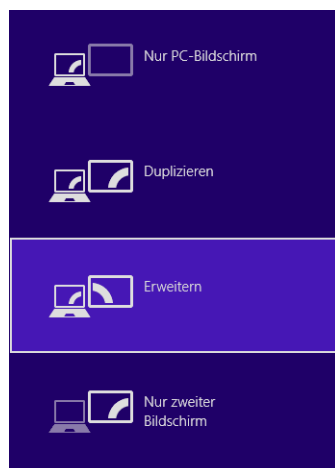 Nur PC-Bildschirm
Duplizieren
Erweitern
Nur zweiter
Bildschirm